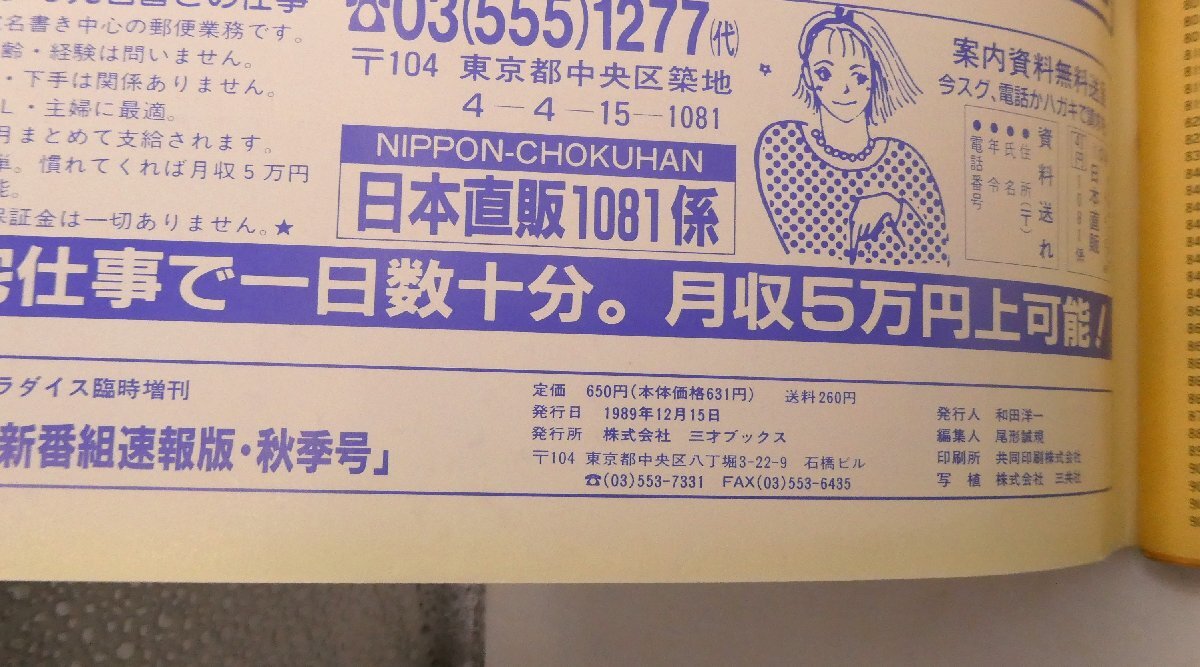 名書き中心の郵便業務です。
齢・経験は問いません。
・下手は関係ありません。
L・主婦に最適。
月まとめて支給されます。
単。慣れてくれば月収5万円
能。
保証金は一切ありません。★
☎03(555)1277(代)
〒104 東京都中央区築地
4-4-15-1081
NIPPON-CHOKUHAN
日本直販1081係
案内資料無料送
今スグ、電話かハガキで
資料送れ
●住所(〒)
●氏名
●年令
●電話番号
日本直販
1081係
宅仕事で一日数十分。月収5万円上可能!
ラダイス臨時増刊
新番組速報版・秋季号」
定価 650円(本体価格631円) 送料260円
発行日 1989年12月15日
発行所 株式会社 三才ブックス
〒104 東京都中央区八丁堀3-22-9 石橋ビル
☎(03)553-7331 FAX(03)553-6435
発行人 和田洋一
編集人 尾形誠規
印刷所 共同印刷株式会社
写植 株式会社 三共社